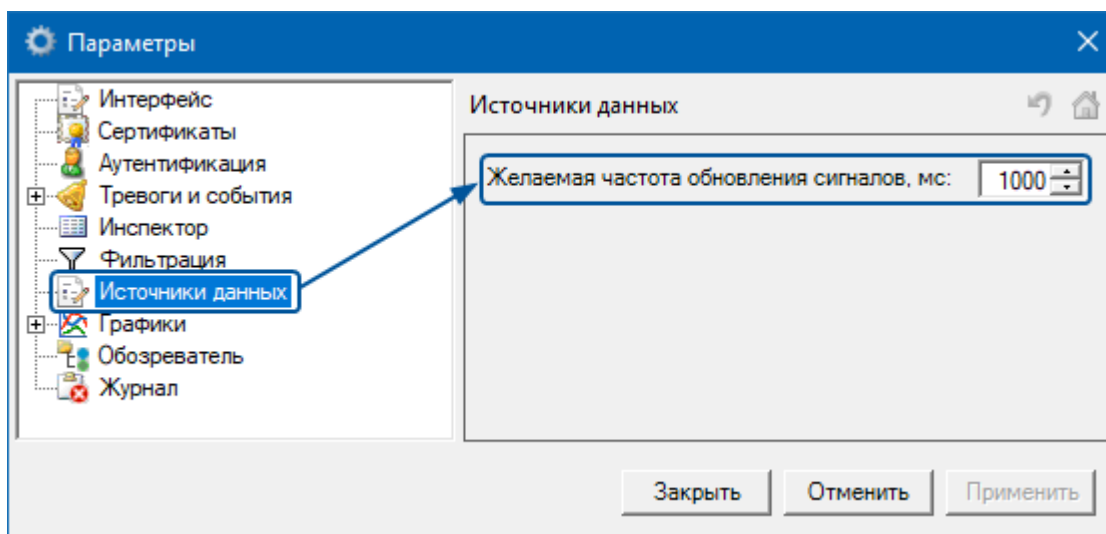 Параметры
Интерфейс
Сертификаты
Аутентификация
Тревоги и события
Инспектор
Фильтрация
Источники данных
Графики
Обозреватель
Журнал
Источники данных
Желаемая частота обновления сигналов, мс: 1000
Закрыть Отменить Применить